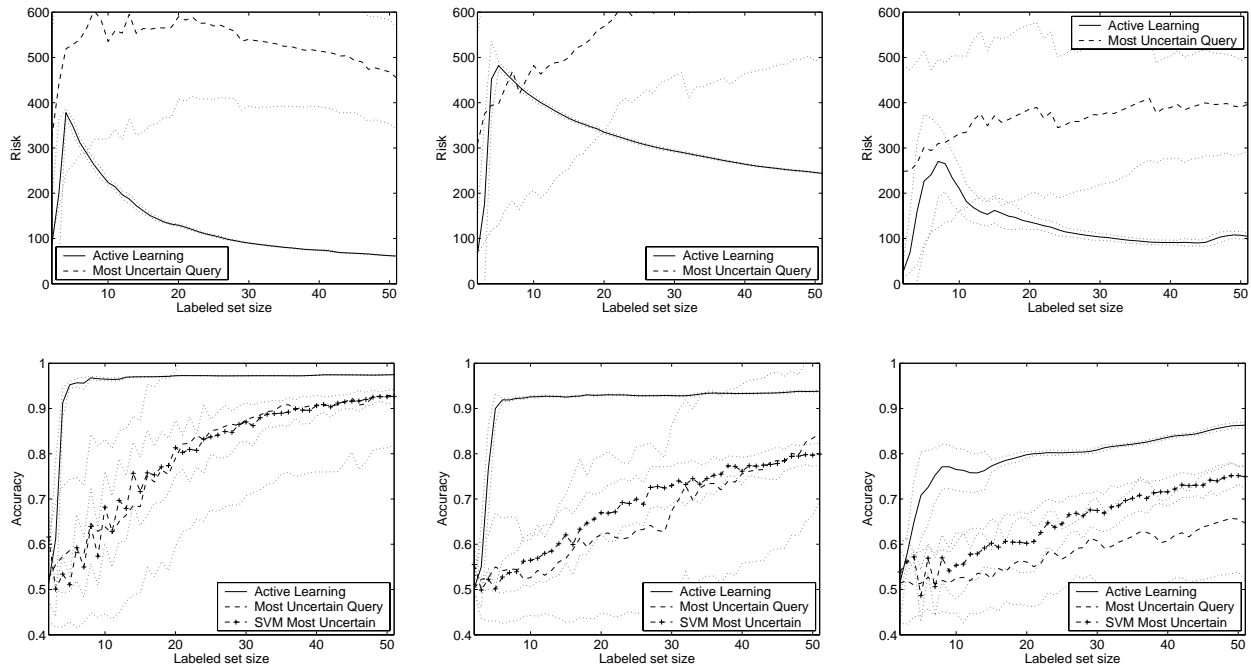 600
500
400
300
200
100
0
Risk
Active Learning
Most Uncertain Query
10 20 30 40 50
Labeled set size
600
500
400
300
200
100
0
Risk
Active Learning
Most Uncertain Query
10 20 30 40 50
Labeled set size
600
500
400
300
200
100
0
Risk
Active Learning
Most Uncertain Query
10 20 30 40 50
Labeled set size
1
0.9
0.8
0.7
0.6
0.5
0.4
Accuracy
Active Learning
Most Uncertain Query
SVM Most Uncertain
10 20 30 40 50
Labeled set size
1
0.9
0.8
0.7
0.6
0.5
0.4
Accuracy
Active Learning
Most Uncertain Query
SVM Most Uncertain
10 20 30 40 50
Labeled set size
1
0.9
0.8
0.7
0.6
0.5
0.4
Accuracy
Active Learning
Most Uncertain Query
SVM Most Uncertain
10 20 30 40 50
Labeled set size